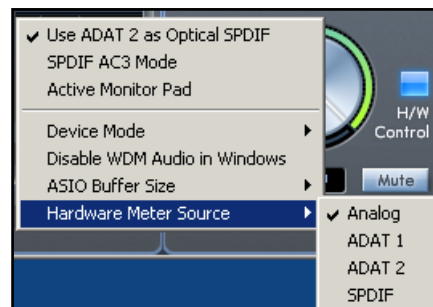 Use ADAT 2 as Optical SPDIF
SPDIF AC3 Mode
Active Monitor Pad
Device Mode
Disable WDM Audio in Windows
ASIO Buffer Size
Hardware Meter Source
H/W
Control
Mute
Analog
ADAT 1
ADAT 2
SPDIF